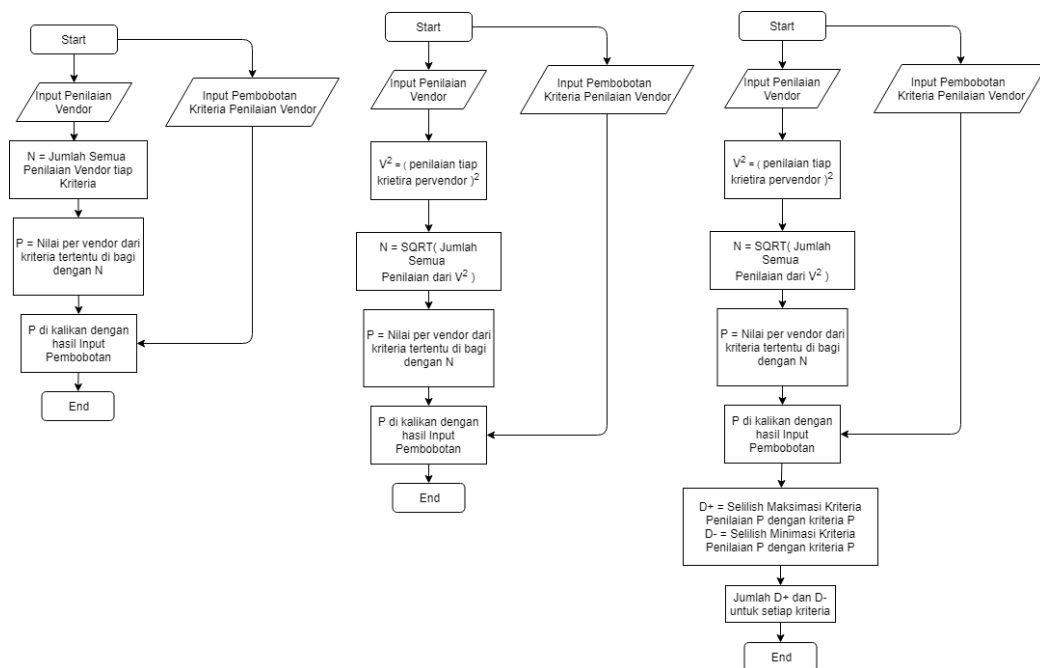 Start
Input Penilaian
Vendor
Input Pembobotan
Kriteria Penilaian Vendor
N = Jumlah Semua
Penilaian Vendor tiap
Kriteria
P = Nilai per vendor dari
kriteria tertentu di bagi
dengan N
P di kalikan dengan
hasil Input
Pembobotan
End
Start
Input Penilaian
Vendor
Input Pembobotan
Kriteria Penilaian Vendor
V² = ( penilaian tiap
krietira pervendor )²
N = SQRT( Jumlah
Semua
Penilaian dari V² )
P = Nilai per vendor dari
kriteria tertentu di bagi
dengan N
P di kalikan dengan
hasil Input
Pembobotan
End
Start
Input Penilaian
Vendor
Input Pembobotan
Kriteria Penilaian Vendor
V² = ( penilaian tiap
krietira pervendor )²
N = SQRT( Jumlah
Semua
Penilaian dari V² )
P = Nilai per vendor dari
kriteria tertentu di bagi
dengan N
P di kalikan dengan
hasil Input
Pembobotan
D+ = Selilish Maksimasi Kriteria
Penilaian P dengan kriteria P
D- = Selilish Minimasi Kriteria
Penilaian P dengan kriteria P
Jumlah D+ dan D-
untuk setiap kriteria
End